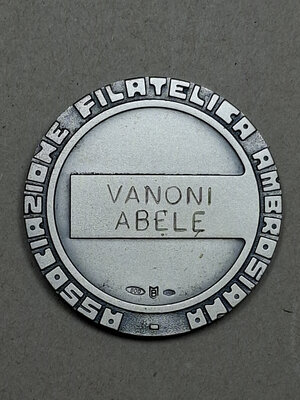 ASSOCIAZIONE FILATELICA AMBROSIANA
VANONI
ABELE